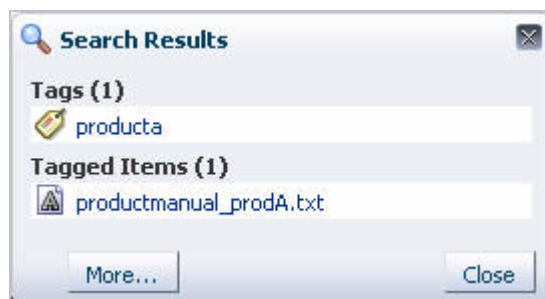 Search Results
Tags (1)
producta
Tagged Items (1)
productmanual_prodA.txt
More... Close